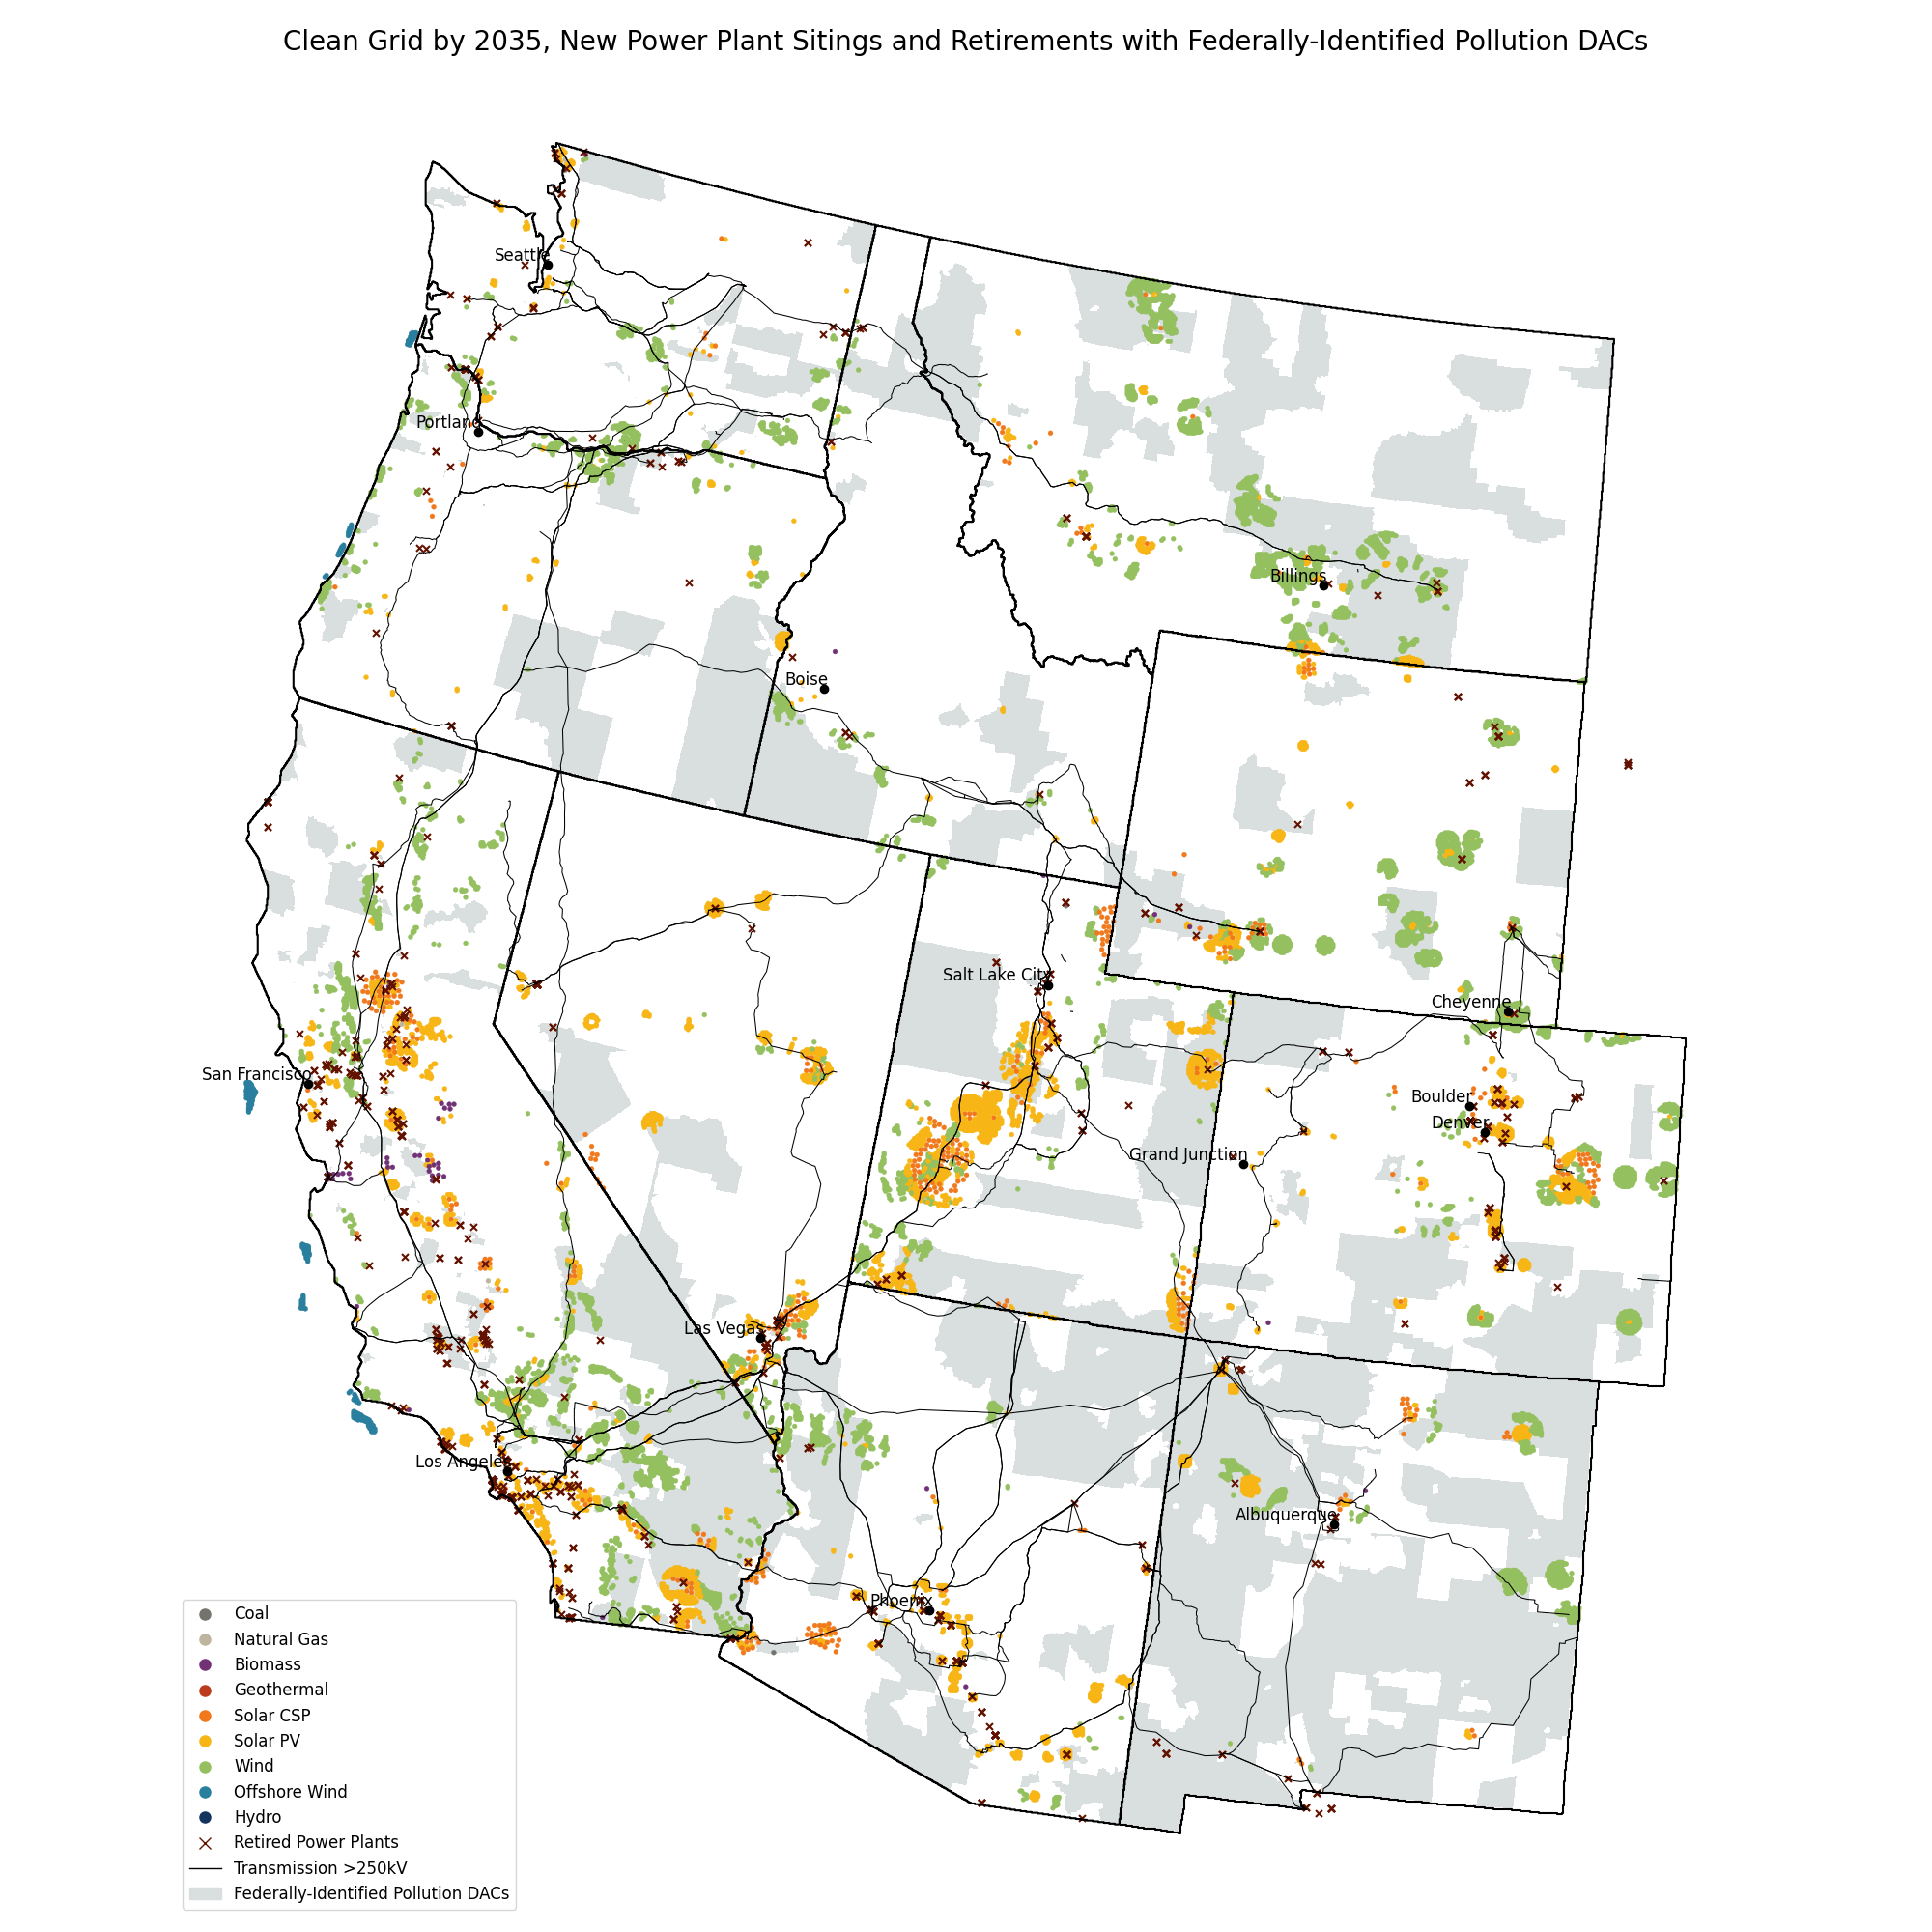 Clean Grid by 2035, New Power Plant Sitings and Retirements with Federally-Identified Pollution DACs
Seattle
Portland
Billings
Boise
Salt Lake City
Cheyenne
San Francisco
Boulder
Denver
Grand Junction
Las Vegas
Los Angeles
Albuquerque
Phoenix
Coal
Natural Gas
Biomass
Geothermal
Solar CSP
Solar PV
Wind
Offshore Wind
Hydro
Retired Power Plants
Transmission >250kV
Federally-Identified Pollution DACs